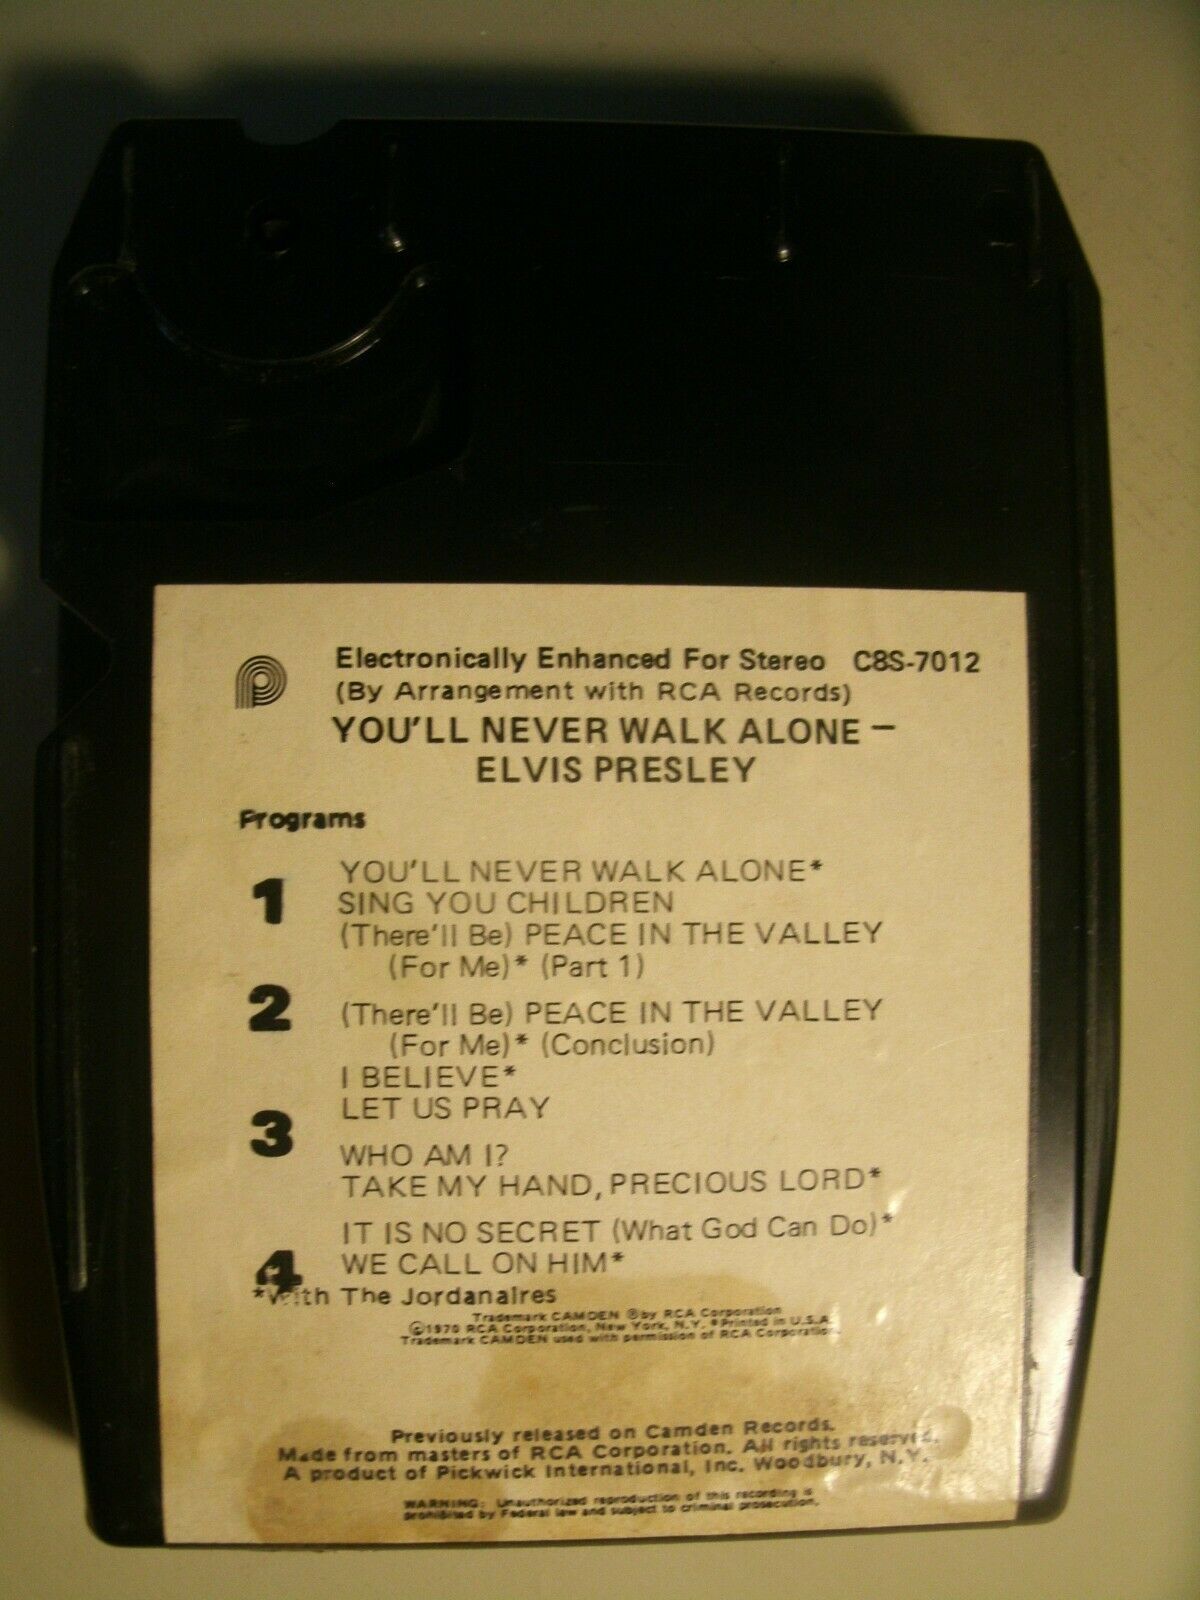 Electronically Enhanced For Stereo C8S-7012
(By Arrangement with RCA Records)
YOU'LL NEVER WALK ALONE –
ELVIS PRESLEY
Programs
1 YOU'LL NEVER WALK ALONE*
SING YOU CHILDREN
(There'll Be) PEACE IN THE VALLEY
(For Me)* (Part 1)
2 (There'll Be) PEACE IN THE VALLEY
(For Me)* (Conclusion)
I BELIEVE*
LET US PRAY
3 WHO AM I?
TAKE MY HAND, PRECIOUS LORD*
IT IS NO SECRET (What God Can Do)*
4 WE CALL ON HIM*
*With The Jordanaires
Trademark CAMDEN ® by RCA Corporation
©1970 RCA Corporation, New York, N.Y. • Printed in U.S.A.
Trademark CAMDEN used with permission of RCA Corporation.
Previously released on Camden Records.
Made from masters of RCA Corporation. All rights reserved.
A product of Pickwick International, Inc. Woodbury, N.Y.
WARNING: Unauthorized reproduction of this recording is
prohibited by Federal law and subject to criminal prosecution.